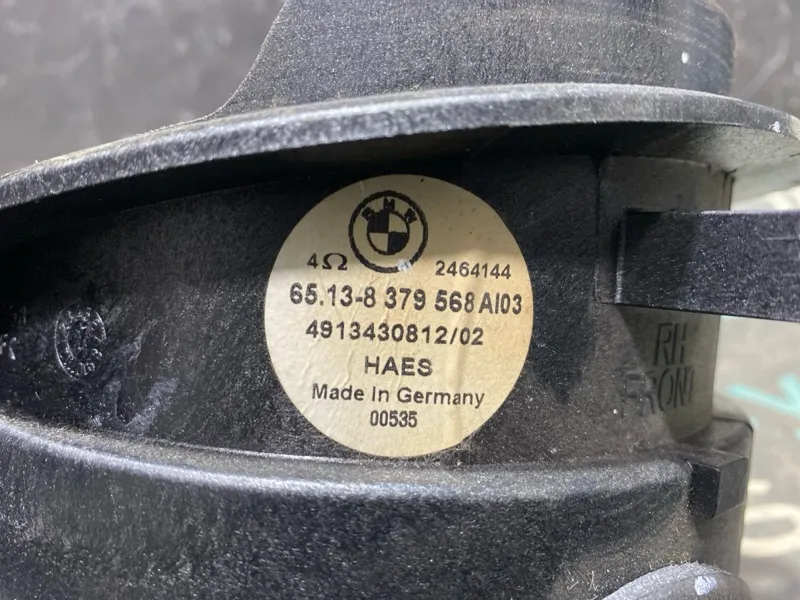 BMW
4Ω 2464144
65.13-8 379 568 AI03
4913430812/02
HAES
Made In Germany
00535
RH
FRONT